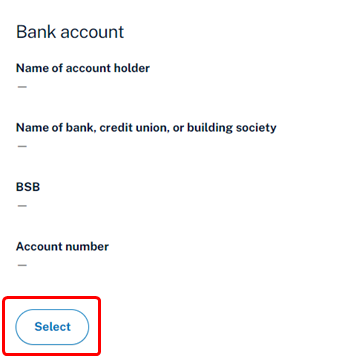 Bank account
Name of account holder
—
Name of bank, credit union, or building society
—
BSB
—
Account number
—
Select